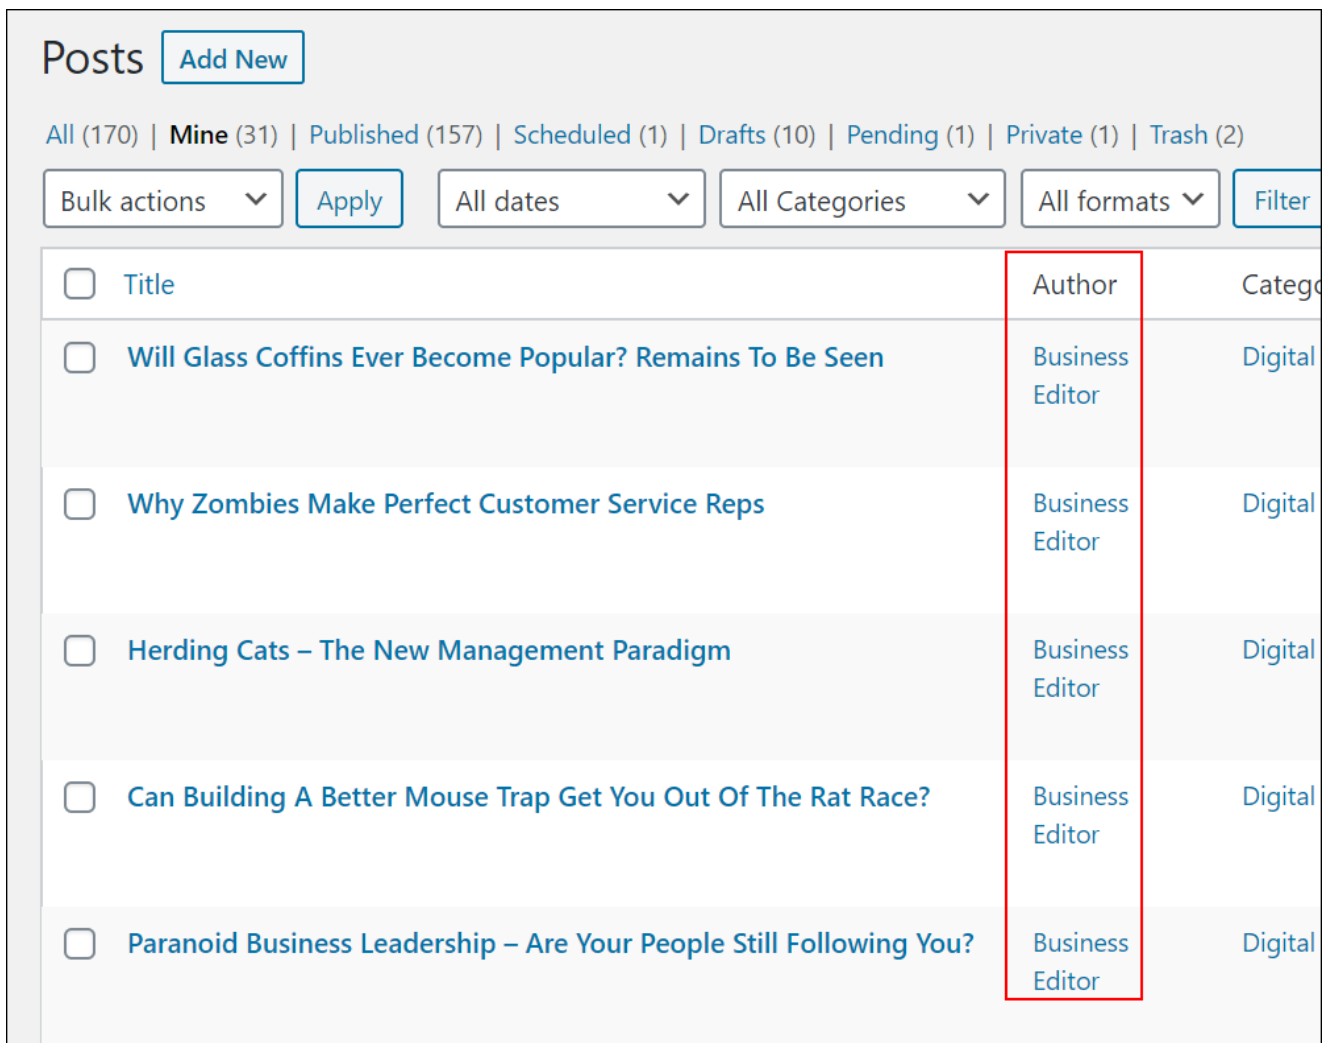 Posts Add New
All (170) | Mine (31) | Published (157) | Scheduled (1) | Drafts (10) | Pending (1) | Private (1) | Trash (2)
Bulk actions Apply All dates All Categories All formats Filter
Title Author Catego
Will Glass Coffins Ever Become Popular? Remains To Be Seen Business Digital
Editor
Why Zombies Make Perfect Customer Service Reps Business Digital
Editor
Herding Cats – The New Management Paradigm Business Digital
Editor
Can Building A Better Mouse Trap Get You Out Of The Rat Race? Business Digital
Editor
Paranoid Business Leadership – Are Your People Still Following You? Business Digital
Editor